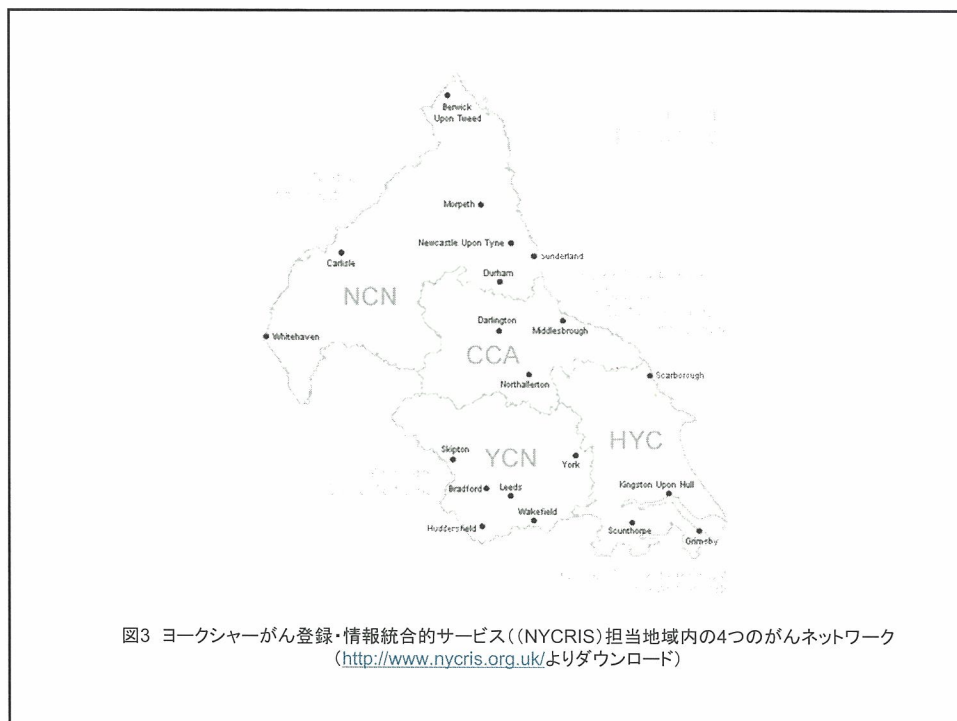 Berwick
Upon Tweed
Morpeth
Newcastle Upon Tyne
Sunderland
Carlisle
Durham
NCN
Darlington
Middlesbrough
Whitehaven
CCA
Northallerton
Scarborough
HYC
Skipton
YCN
York
Bradford
Leeds
Kingston Upon Hull
Wakefield
Huddersfield
Scunthorpe
Grimsby
図3 ヨークシャーがん登録・情報統合的サービス((NYCRIS)担当地域内の4つのがんネットワーク
(http://www.nycris.org.uk/よりダウンロード)